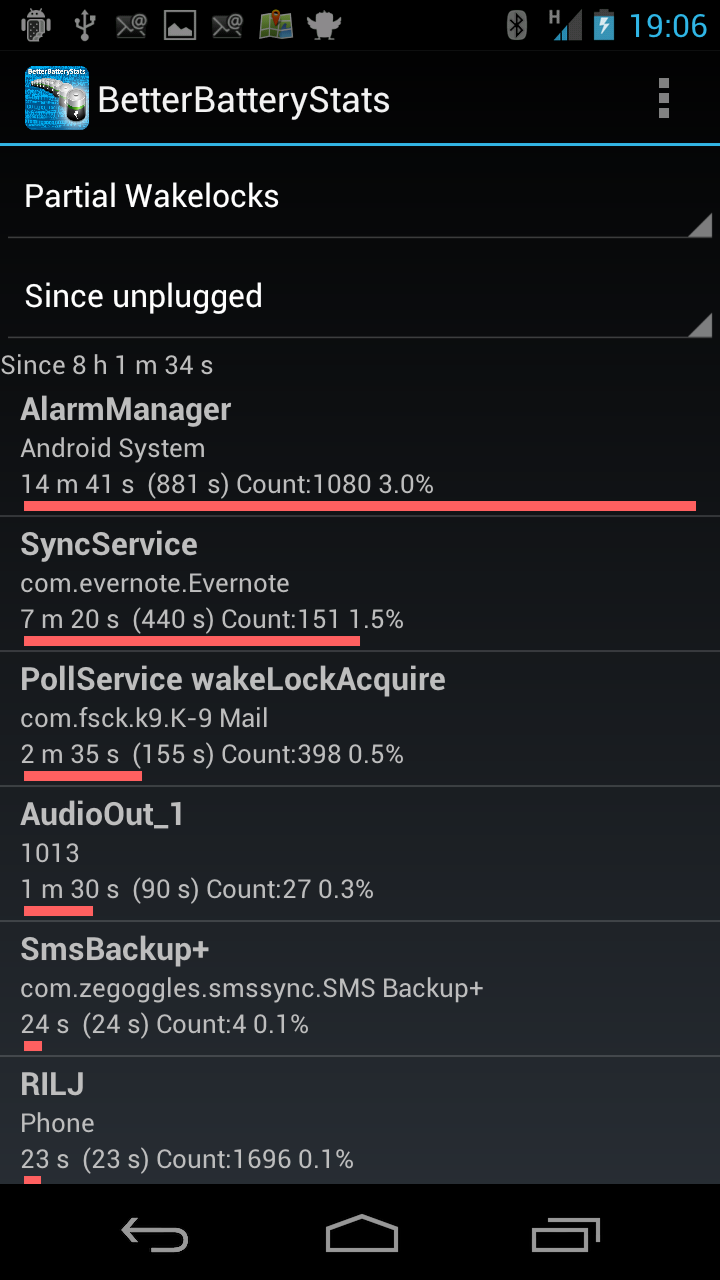 H 19:06
BetterBatteryStats
BetterBatteryStats
Partial Wakelocks
Since unplugged
Since 8 h 1 m 34 s
AlarmManager
Android System
14 m 41 s (881 s) Count:1080 3.0%
SyncService
com.evernote.Evernote
7 m 20 s (440 s) Count:151 1.5%
PollService wakeLockAcquire
com.fsck.k9.K-9 Mail
2 m 35 s (155 s) Count:398 0.5%
AudioOut_1
1013
1 m 30 s (90 s) Count:27 0.3%
SmsBackup+
com.zegoggles.smssync.SMS Backup+
24 s (24 s) Count:4 0.1%
RILJ
Phone
23 s (23 s) Count:1696 0.1%